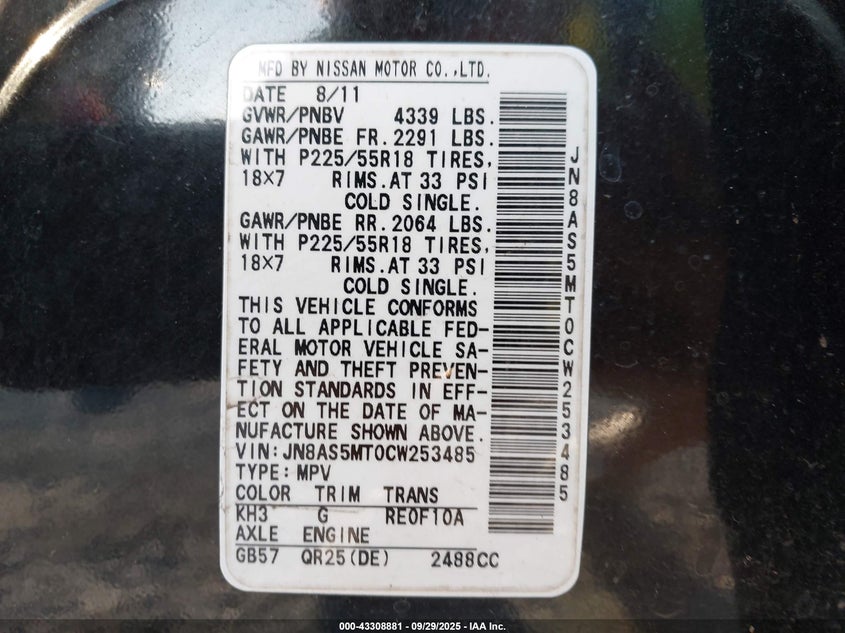 MFD BY NISSAN MOTOR CO.,LTD.
DATE 8/11
GVWR/PNBV 4339 LBS.
GAWR/PNBE FR.2291 LBS.
WITH P225/55R18 TIRES,
18X7 RIMS.AT 33 PSI
COLD SINGLE.
GAWR/PNBE RR.2064 LBS.
WITH P225/55R18 TIRES,
18X7 RIMS.AT 33 PSI
COLD SINGLE.
THIS VEHICLE CONFORMS
TO ALL APPLICABLE FED-
ERAL MOTOR VEHICLE SA-
FETY AND THEFT PREVEN-
TION STANDARDS IN EFF-
ECT ON THE DATE OF MA-
NUFACTURE SHOWN ABOVE.
VIN:JN8AS5MT0CW253485
TYPE:MPV
COLOR TRIM TRANS
KH3 G RE0F10A
AXLE ENGINE
GB57 QR25(DE) 2488CC
JN8AS5MT0CW253485
000-43308881 - 09/29/2025 - IAA Inc.